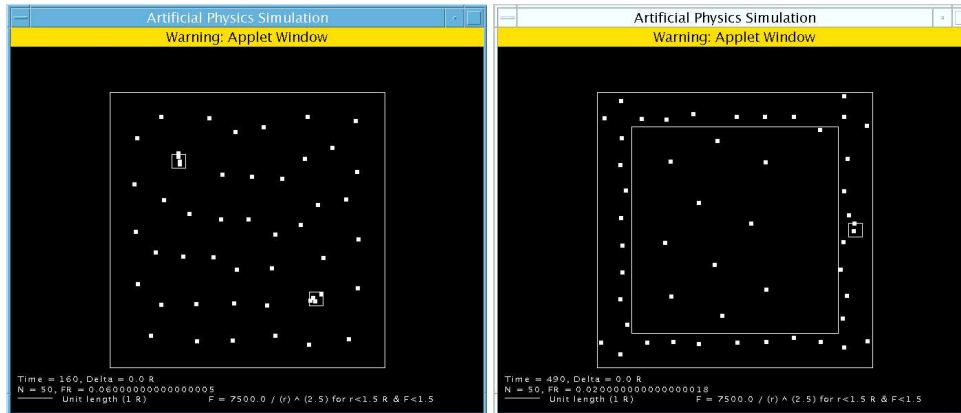 Artificial Physics Simulation
Warning: Applet Window
Time = 160, Delta = 0.0 R
N = 50, FR = 0.06000000000000005
Unit length (1 R) F = 7500.0 / (r) ^ (2.5) for r<1.5 R & F<1.5
Artificial Physics Simulation
Warning: Applet Window
Time = 490, Delta = 0.0 R
N = 50, FR = 0.020000000000000018
Unit length (1 R) F = 7500.0 / (r) ^ (2.5) for r<1.5 R & F<1.5